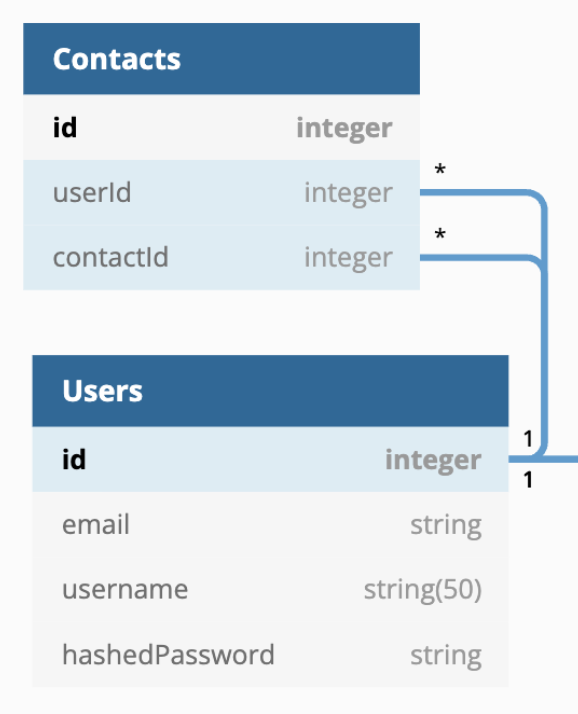 Contacts
id integer
userId integer *
contactId integer *
Users
1
id integer
1
email string
username string(50)
hashedPassword string